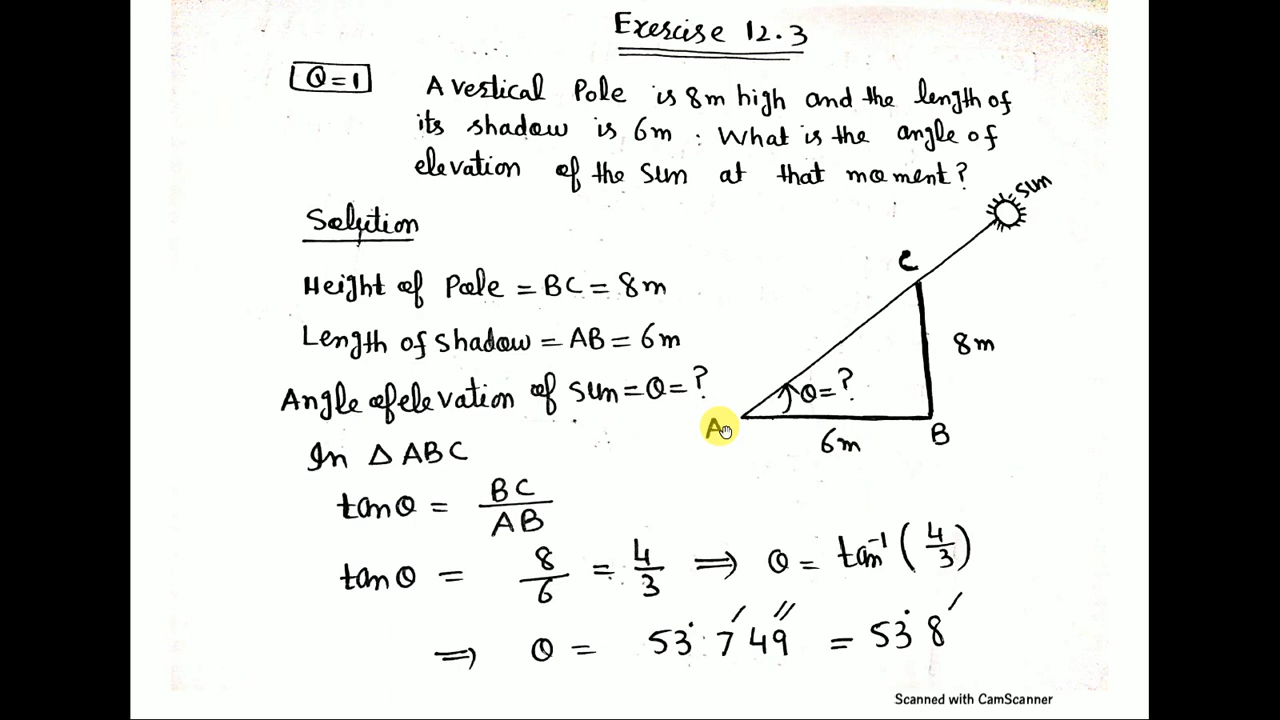 Exercise 12.3
Q=1
A vertical Pole is 8m high and the length of
its shadow is 6m : What is the angle of
elevation of the sun at that moment?
Solution
Height of Pole = BC = 8m
Length of shadow = AB = 6m
Angle of elevation of sun = θ = ?
In △ ABC
tanθ = BC/AB
tanθ = 8/6 = 4/3 ⟹ θ = tan⁻¹(4/3)
⟹ θ = 53° 7′ 49″ = 53° 8′
sun
C
8m
θ=?
A
6m
B
Scanned with CamScanner